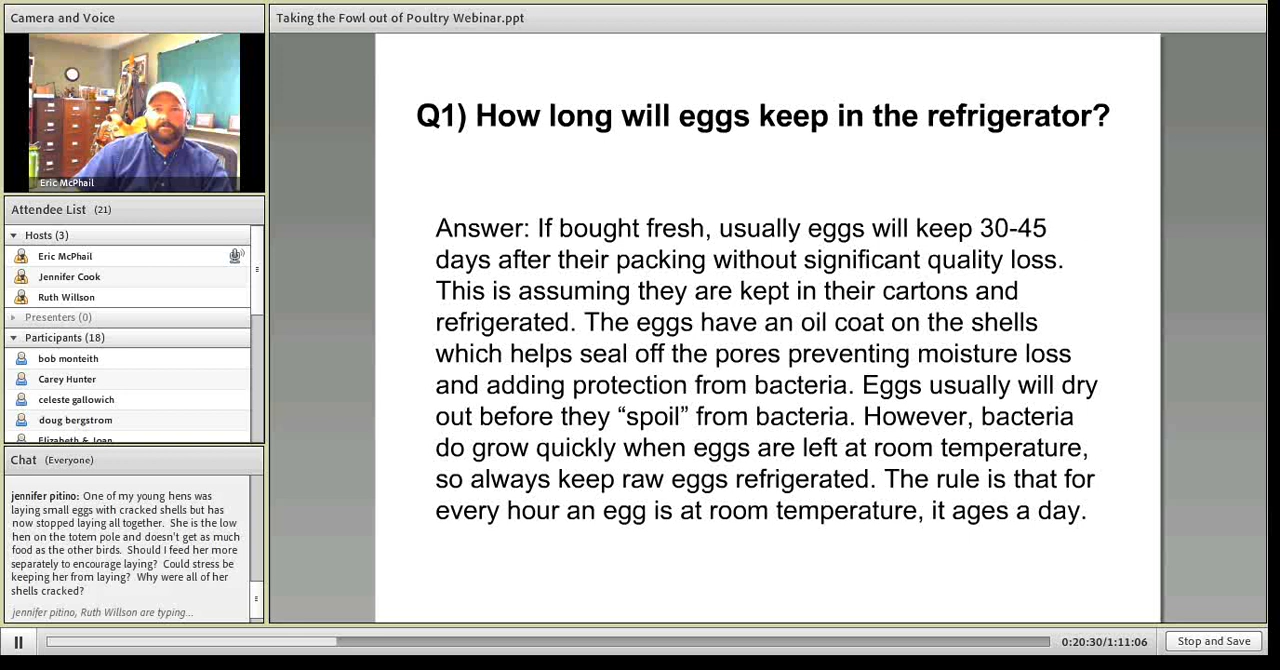 Camera and Voice
Eric McPhail
Attendee List (21)
Hosts (3)
Eric McPhail
Jennifer Cook
Ruth Willson
Presenters (0)
Participants (18)
bob monteith
Carey Hunter
celeste gallowich
doug bergstrom
Elizabeth & Joan
Chat (Everyone)
jennifer pitino: One of my young hens was
laying small eggs with cracked shells but has
now stopped laying all together. She is the low
hen on the totem pole and doesn't get as much
food as the other birds. Should I feed her more
separately to encourage laying? Could stress be
keeping her from laying? Why were all of her
shells cracked?
jennifer pitino, Ruth Willson are typing...
Taking the Fowl out of Poultry Webinar.ppt
Q1) How long will eggs keep in the refrigerator?
Answer: If bought fresh, usually eggs will keep 30-45
days after their packing without significant quality loss.
This is assuming they are kept in their cartons and
refrigerated. The eggs have an oil coat on the shells
which helps seal off the pores preventing moisture loss
and adding protection from bacteria. Eggs usually will dry
out before they “spoil” from bacteria. However, bacteria
do grow quickly when eggs are left at room temperature,
so always keep raw eggs refrigerated. The rule is that for
every hour an egg is at room temperature, it ages a day.
0:20:30/1:11:06
Stop and Save